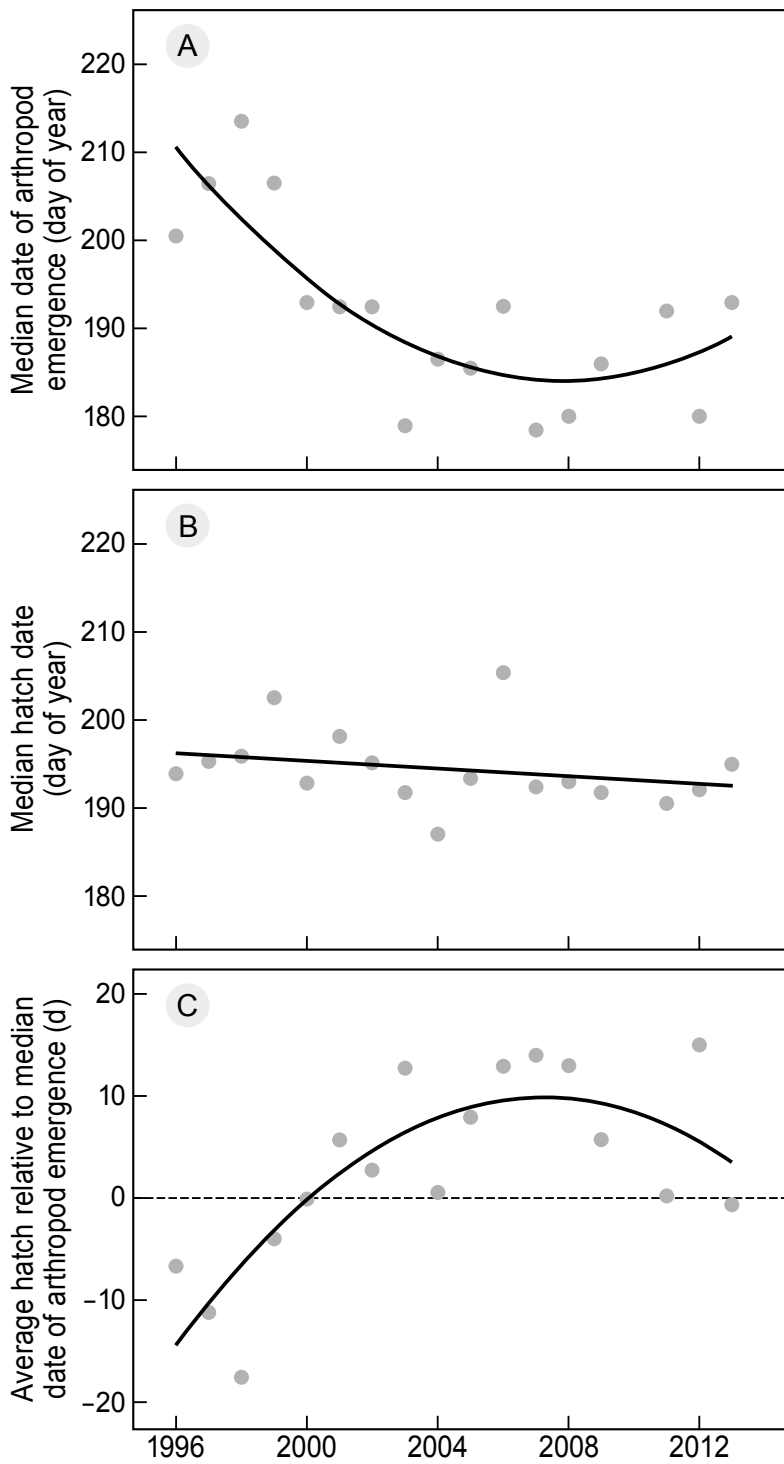 A
Median date of arthropod
emergence (day of year)
220
210
200
190
180
B
Median hatch date
(day of year)
220
210
200
190
180
C
Average hatch relative to median
date of arthropod emergence (d)
20
10
0
−10
−20
1996 2000 2004 2008 2012